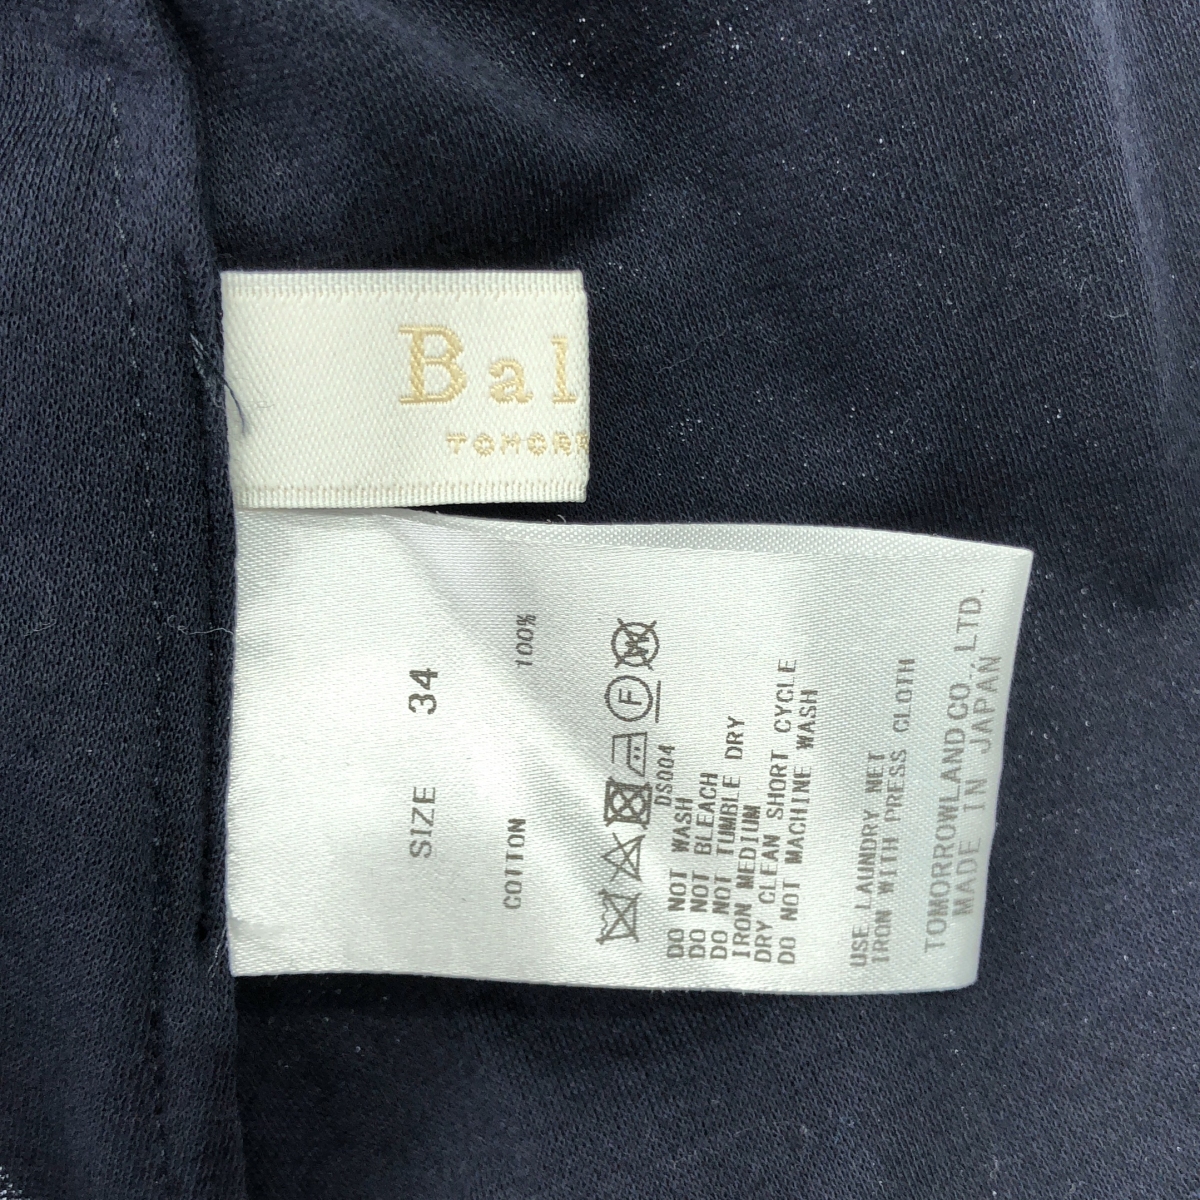 Bal
TOMORR
SIZE 34
COTTON 100%
F
W
DS004
DO NOT WASH
DO NOT BLEACH
DO NOT TUMBLE DRY
IRON MEDIUM
DRY CLEAN SHORT CYCLE
DO NOT MACHINE WASH
USE LAUNDRY NET
IRON WITH PRESS CLOTH
TOMORROWLAND CO., LTD.
MADE IN JAPAN